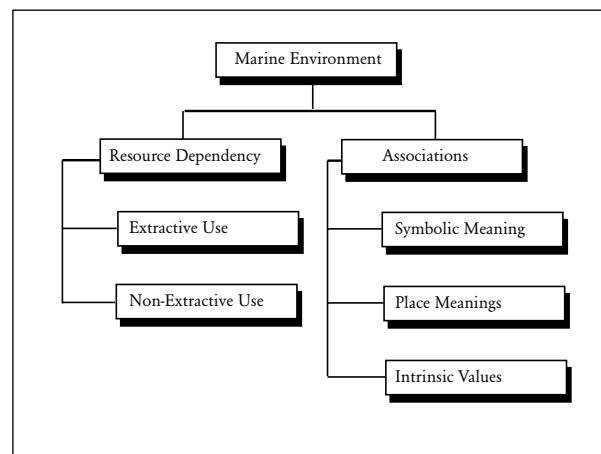 Marine Environment
Resource Dependency
Extractive Use
Non-Extractive Use
Associations
Symbolic Meaning
Place Meanings
Intrinsic Values